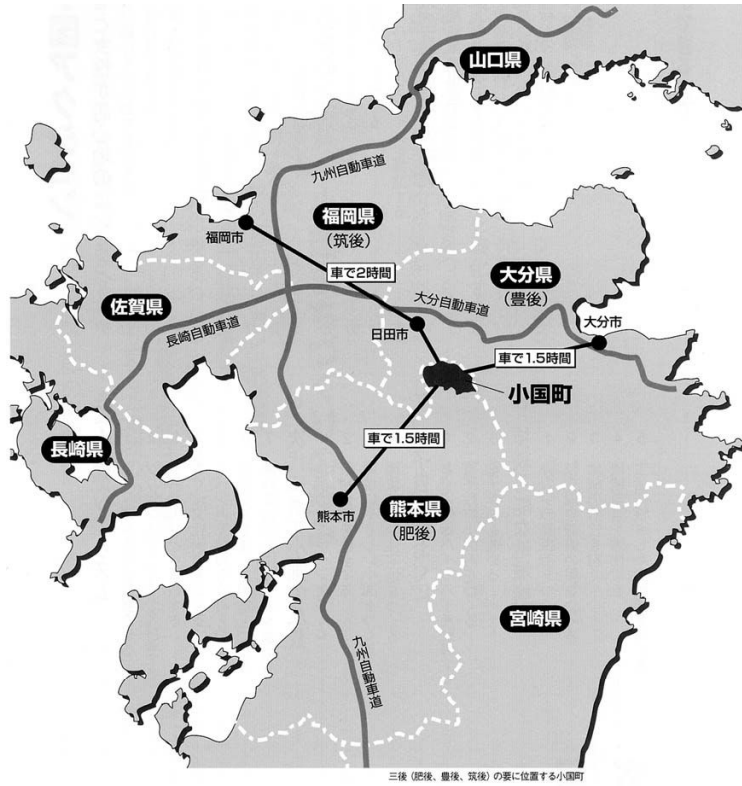 山口県
九州自動車道
福岡県
(筑後)
福岡市
車で2時間
大分県
(豊後)
佐賀県
長崎自動車道
大分自動車道
大分市
日田市
車で1.5時間
小国町
長崎県
車で1.5時間
熊本市
熊本県
(肥後)
宮崎県
九州自動車道
三後(肥後、豊後、筑後)の要に位置する小国町